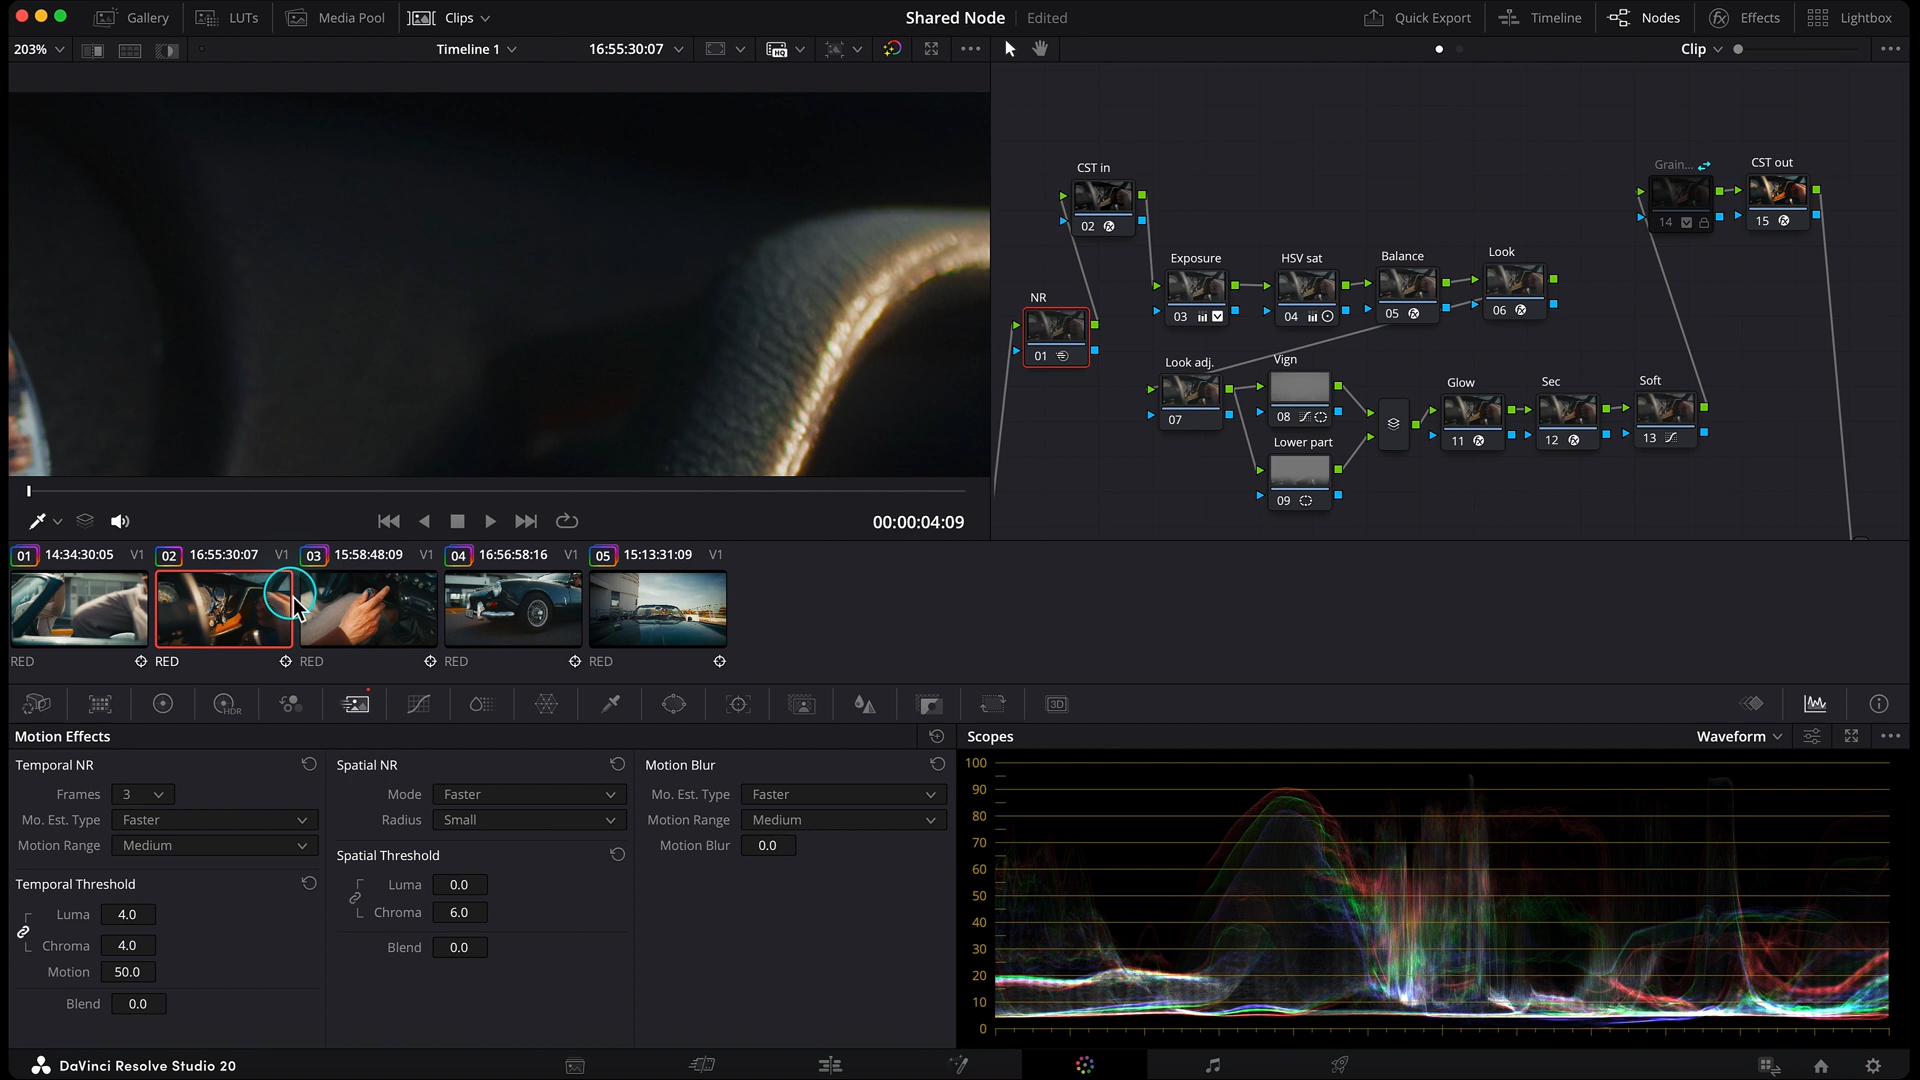 Gallery LUTs Media Pool Clips Shared Node Edited Quick Export Timeline Nodes Effects Lightbox
203% Timeline 1 16:55:30:07 HQ Clip
CST in
02
NR
01
Exposure
03
HSV sat
04
Balance
05
Look
06
Grain...
14
CST out
15
Look adj.
07
Vign
08
Lower part
09
Glow
11
Sec
12
Soft
13
00:00:04:09
01 14:34:30:05 V1 02 16:55:30:07 V1 03 15:58:48:09 V1 04 16:56:58:16 V1 05 15:13:31:09 V1
RED RED RED RED RED
HDR 3D
Motion Effects
Temporal NR
Frames 3
Mo. Est. Type Faster
Motion Range Medium
Temporal Threshold
Luma 4.0
Chroma 4.0
Motion 50.0
Blend 0.0
Spatial NR
Mode Faster
Radius Small
Spatial Threshold
Luma 0.0
Chroma 6.0
Blend 0.0
Motion Blur
Mo. Est. Type Faster
Motion Range Medium
Motion Blur 0.0
Scopes Waveform
100
90
80
70
60
50
40
30
20
10
0
DaVinci Resolve Studio 20